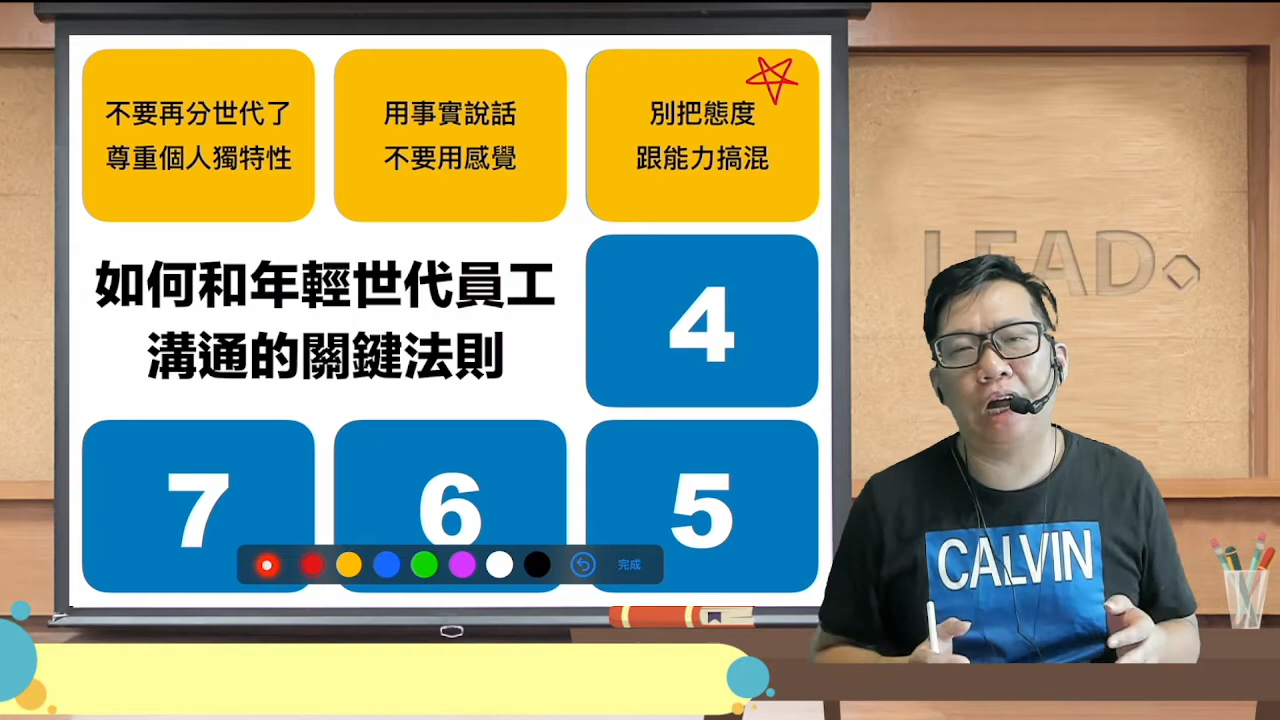 不要再分世代了
尊重個人獨特性
用事實說話
不要用感覺
別把態度
跟能力搞混
如何和年輕世代員工
溝通的關鍵法則
4
7
6
5
完成
LEAD
CALVIN